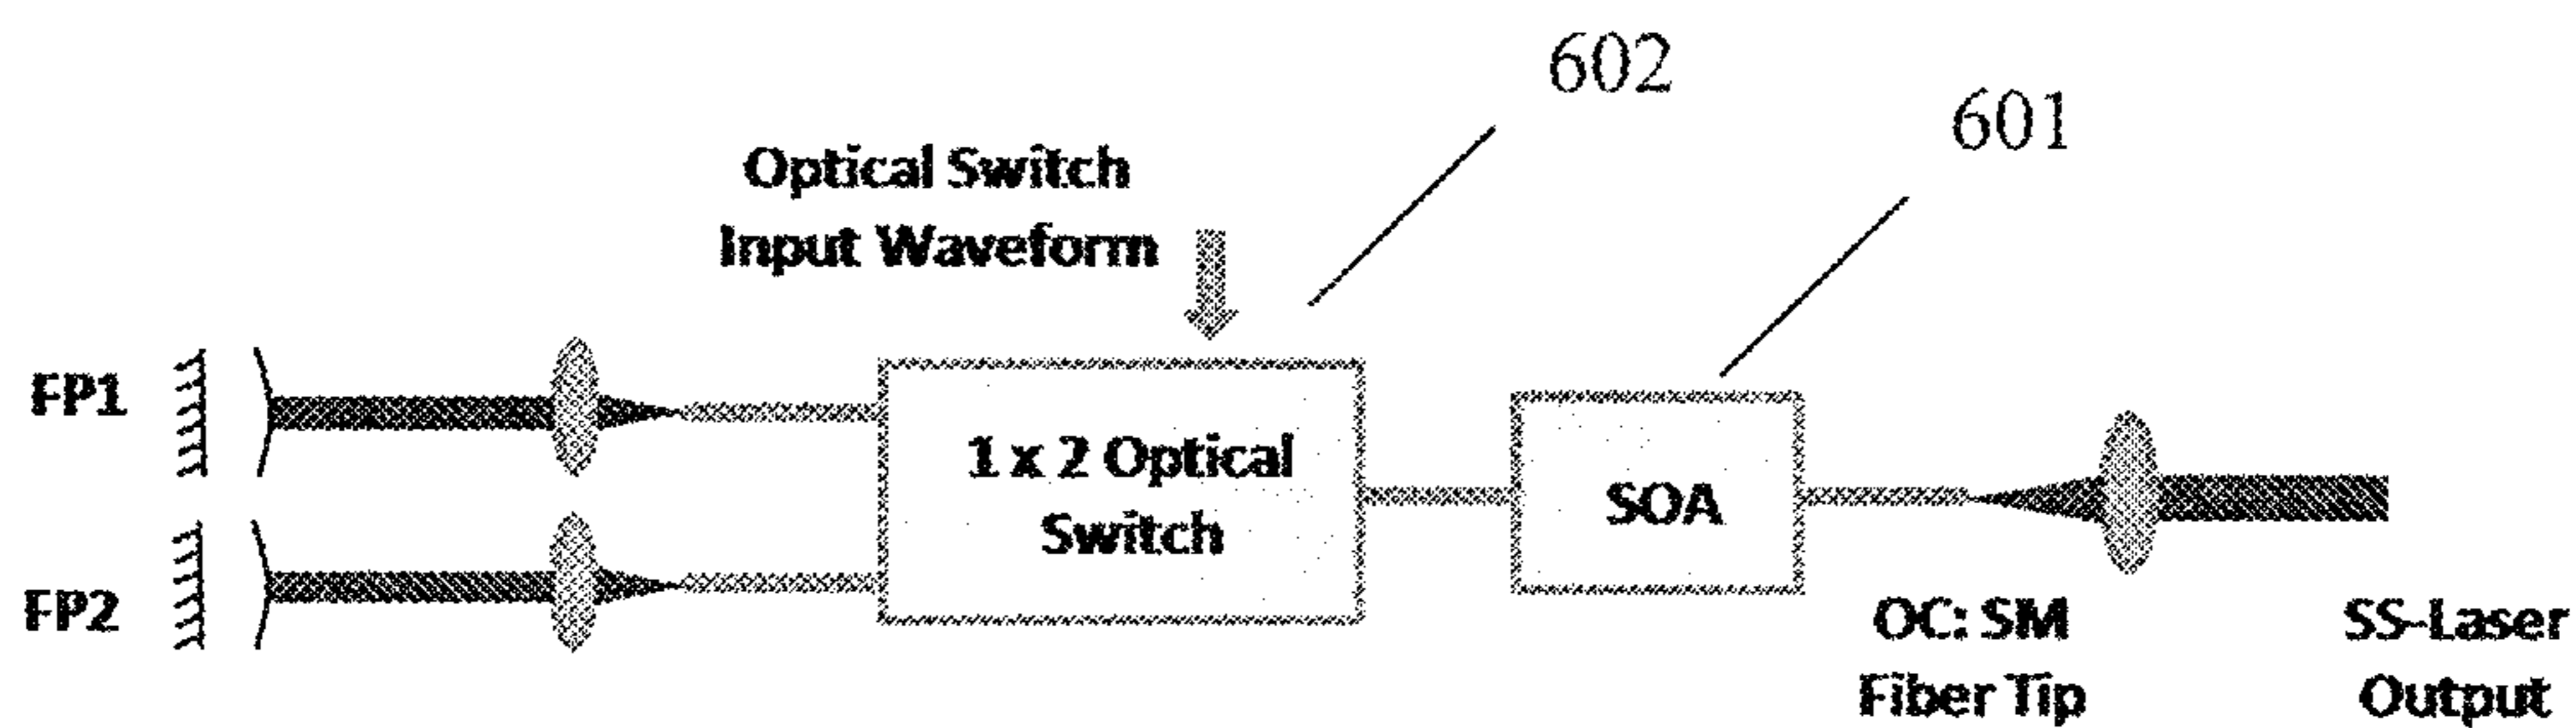 602
601
Optical Switch
Input Waveform
FP1
1 x 2 Optical
Switch
SOA
FP2
OC: SM
Fiber Tip
SS-Laser
Output